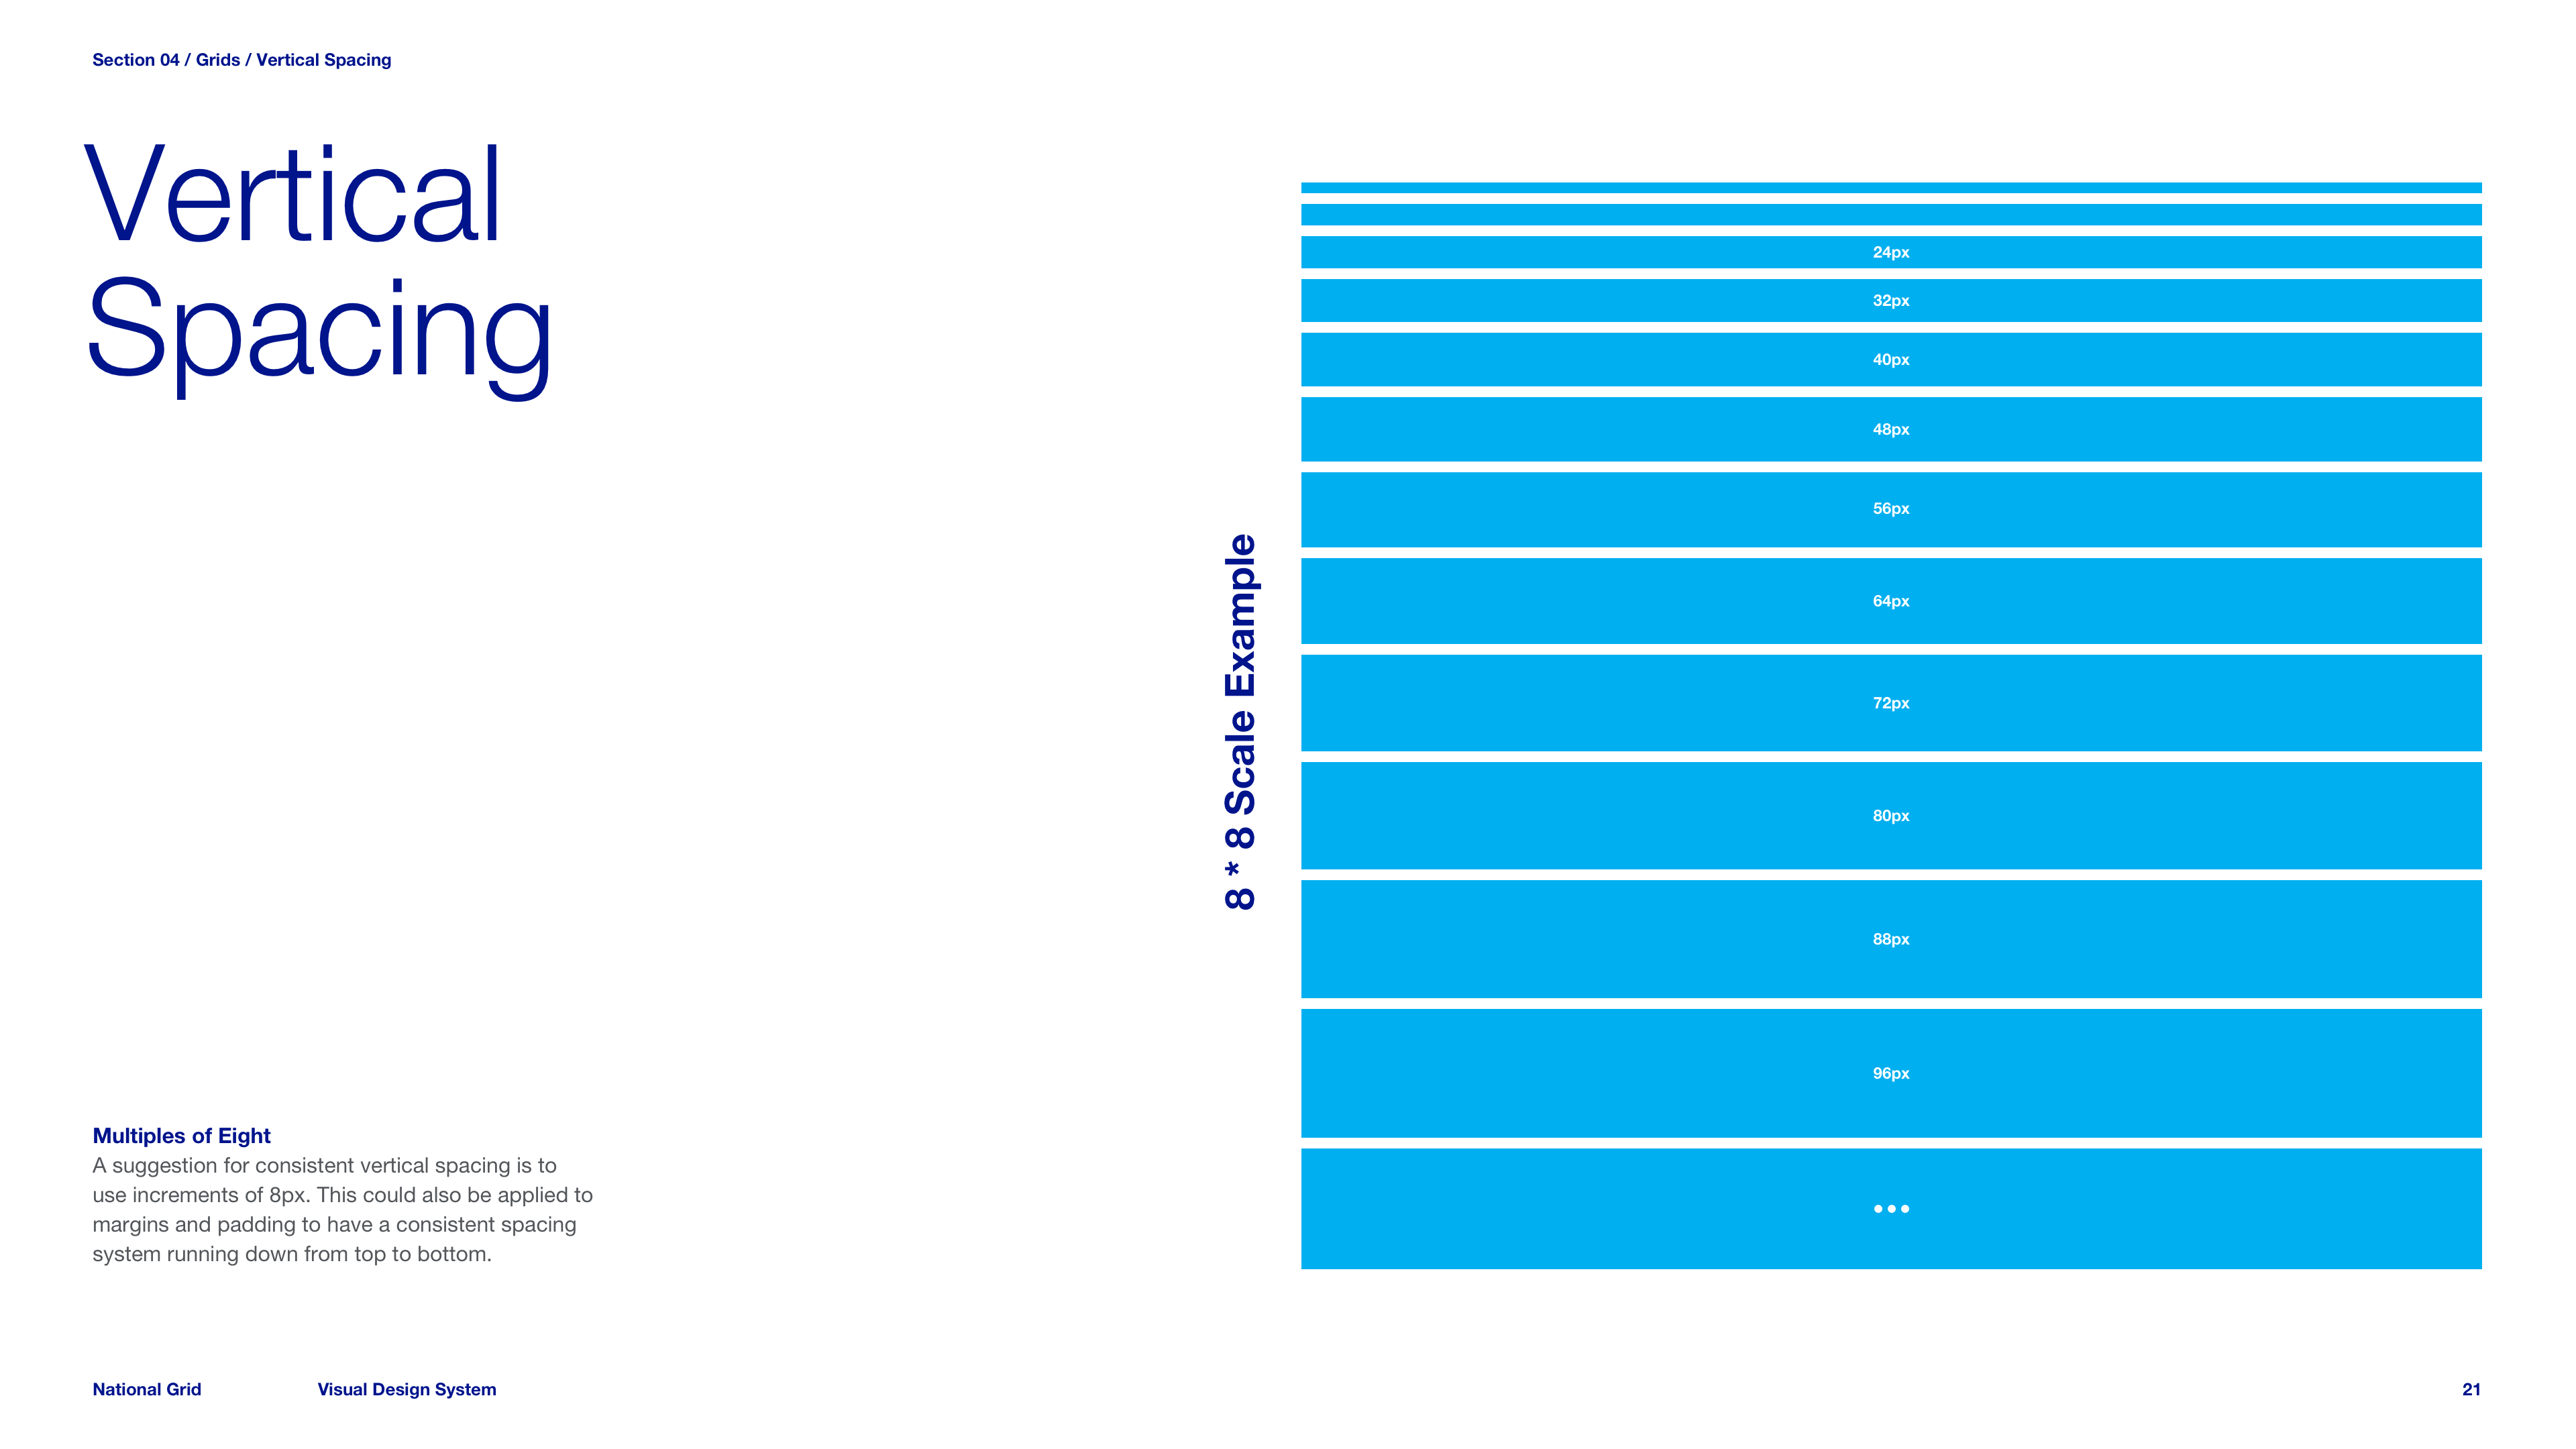 Section 04 / Grids / Vertical Spacing
Vertical
Spacing
Multiples of Eight
A suggestion for consistent vertical spacing is to
use increments of 8px. This could also be applied to
margins and padding to have a consistent spacing
system running down from top to bottom.
8 * 8 Scale Example
24px
32px
40px
48px
56px
64px
72px
80px
88px
96px
•••
National Grid
Visual Design System
21